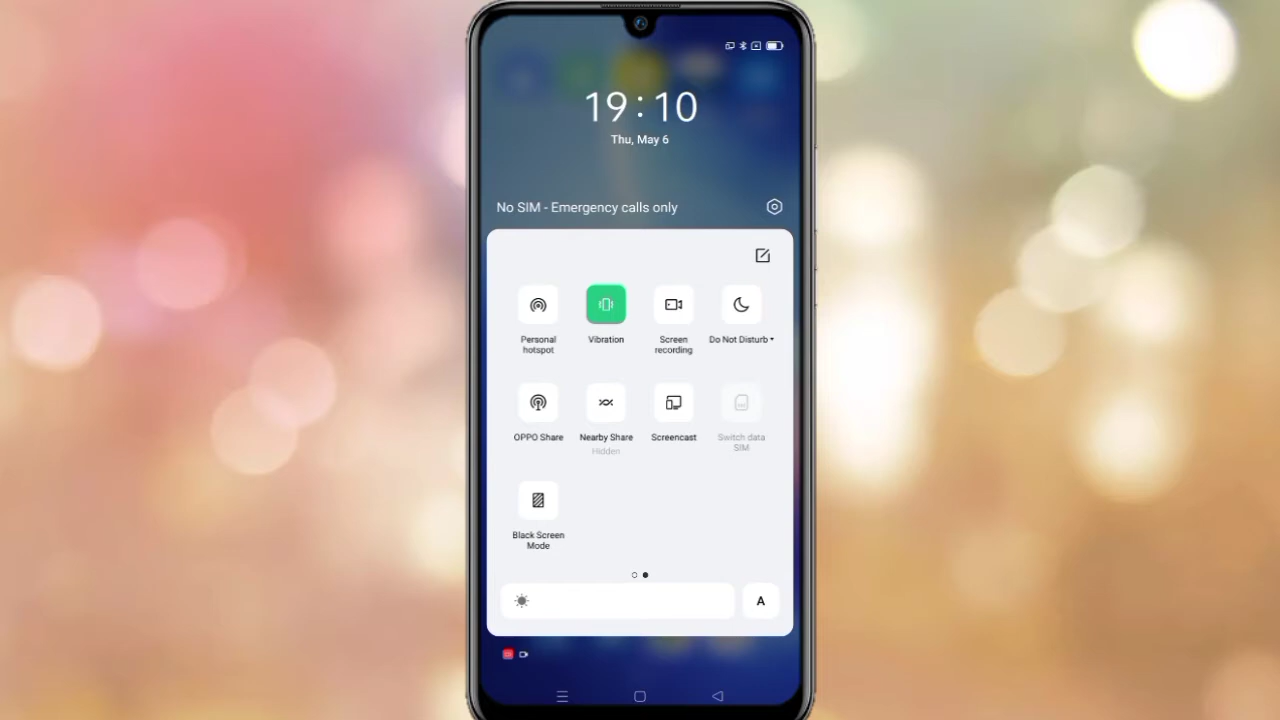 19:10
Thu, May 6
No SIM - Emergency calls only
Personal
hotspot
Vibration
Screen
recording
Do Not Disturb
OPPO Share
Nearby Share
Hidden
Screencast
Switch data
SIM
Black Screen
Mode
A